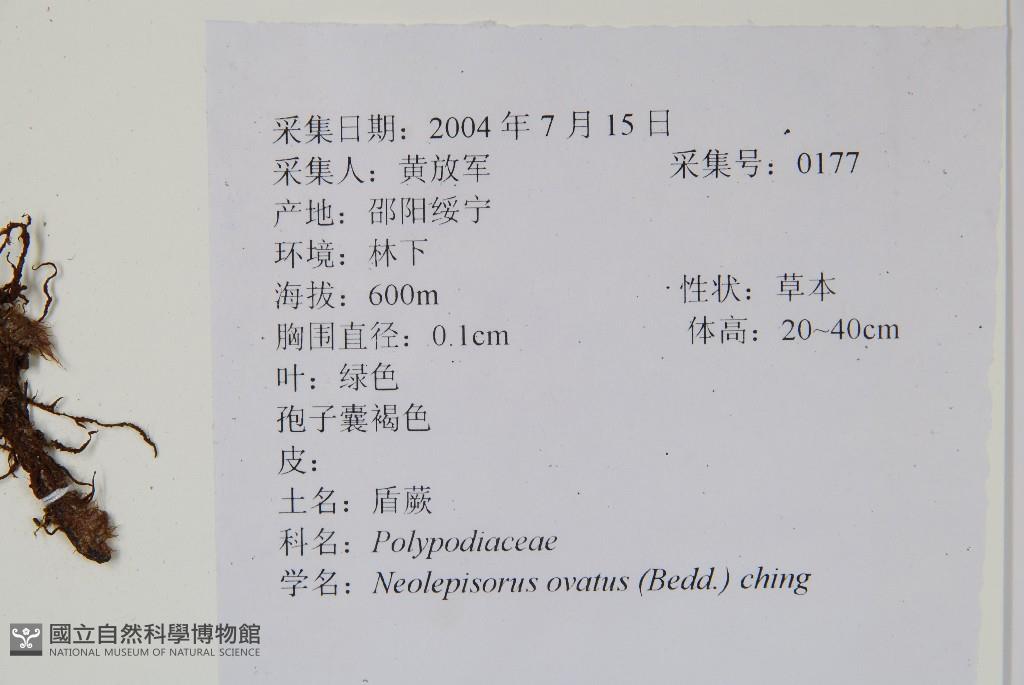 采集日期：2004 年 7 月 15 日
采集人：黄放军 采集号：0177
产地：邵阳绥宁
环境：林下
海拔：600m 性状：草本
胸围直径：0.1cm 体高：20~40cm
叶：绿色
孢子囊褐色
皮：
土名：盾蕨
科名：Polypodiaceae
学名：Neolepisorus ovatus (Bedd.) ching
國立自然科學博物館
NATIONAL MUSEUM OF NATURAL SCIENCE